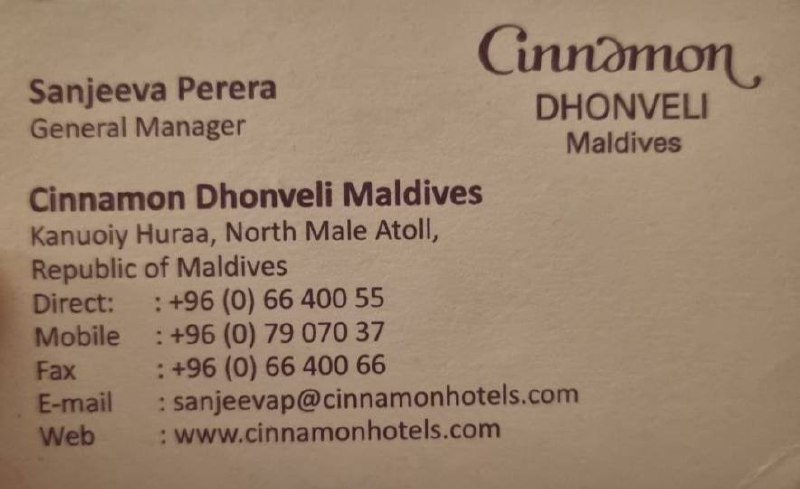 Cinnamon
DHONVELI
Maldives
Sanjeeva Perera
General Manager
Cinnamon Dhonveli Maldives
Kanuoiy Huraa, North Male Atoll,
Republic of Maldives
Direct: : +96 (0) 66 400 55
Mobile : +96 (0) 79 070 37
Fax : +96 (0) 66 400 66
E-mail : sanjeevap@cinnamonhotels.com
Web : www.cinnamonhotels.com